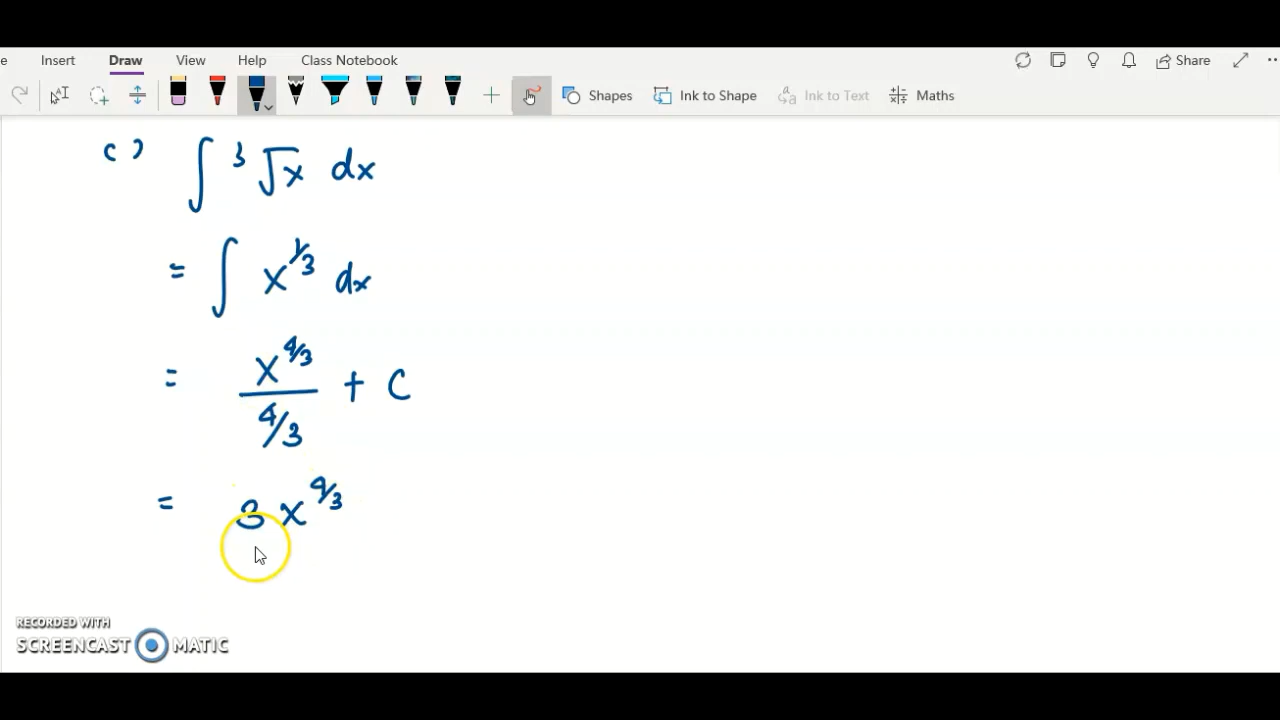 e Insert Draw View Help Class Notebook Share
Shapes Ink to Shape Ink to Text Maths
c) ∫ ³√x dx
= ∫ x^1/3 dx
= x^4/3 / 4/3 + C
= 3 x^4/3
RECORDED WITH
SCREENCAST MATIC